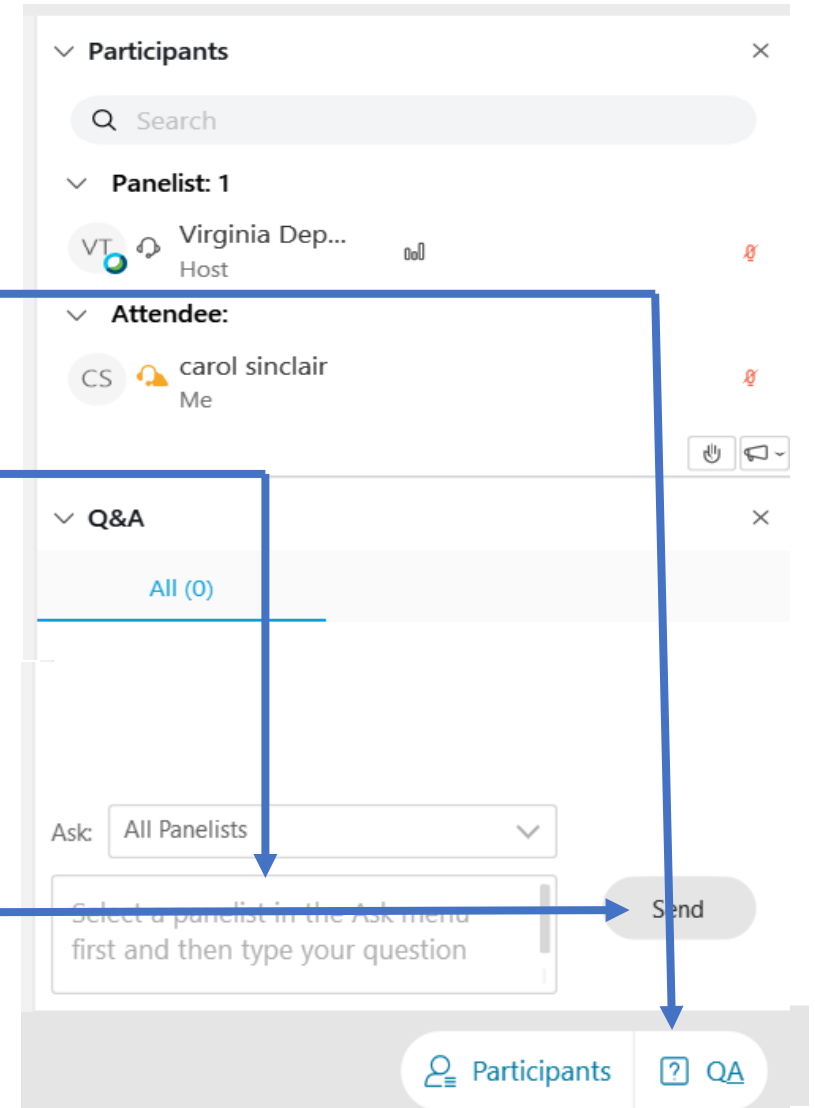 Participants
Search
Panelist: 1
VT
Virginia Dep...
Host
Attendee:
CS
carol sinclair
Me
Q&A
All (0)
Ask: All Panelists
Select a panelist in the Ask menu
first and then type your question
Send
Participants
? QA